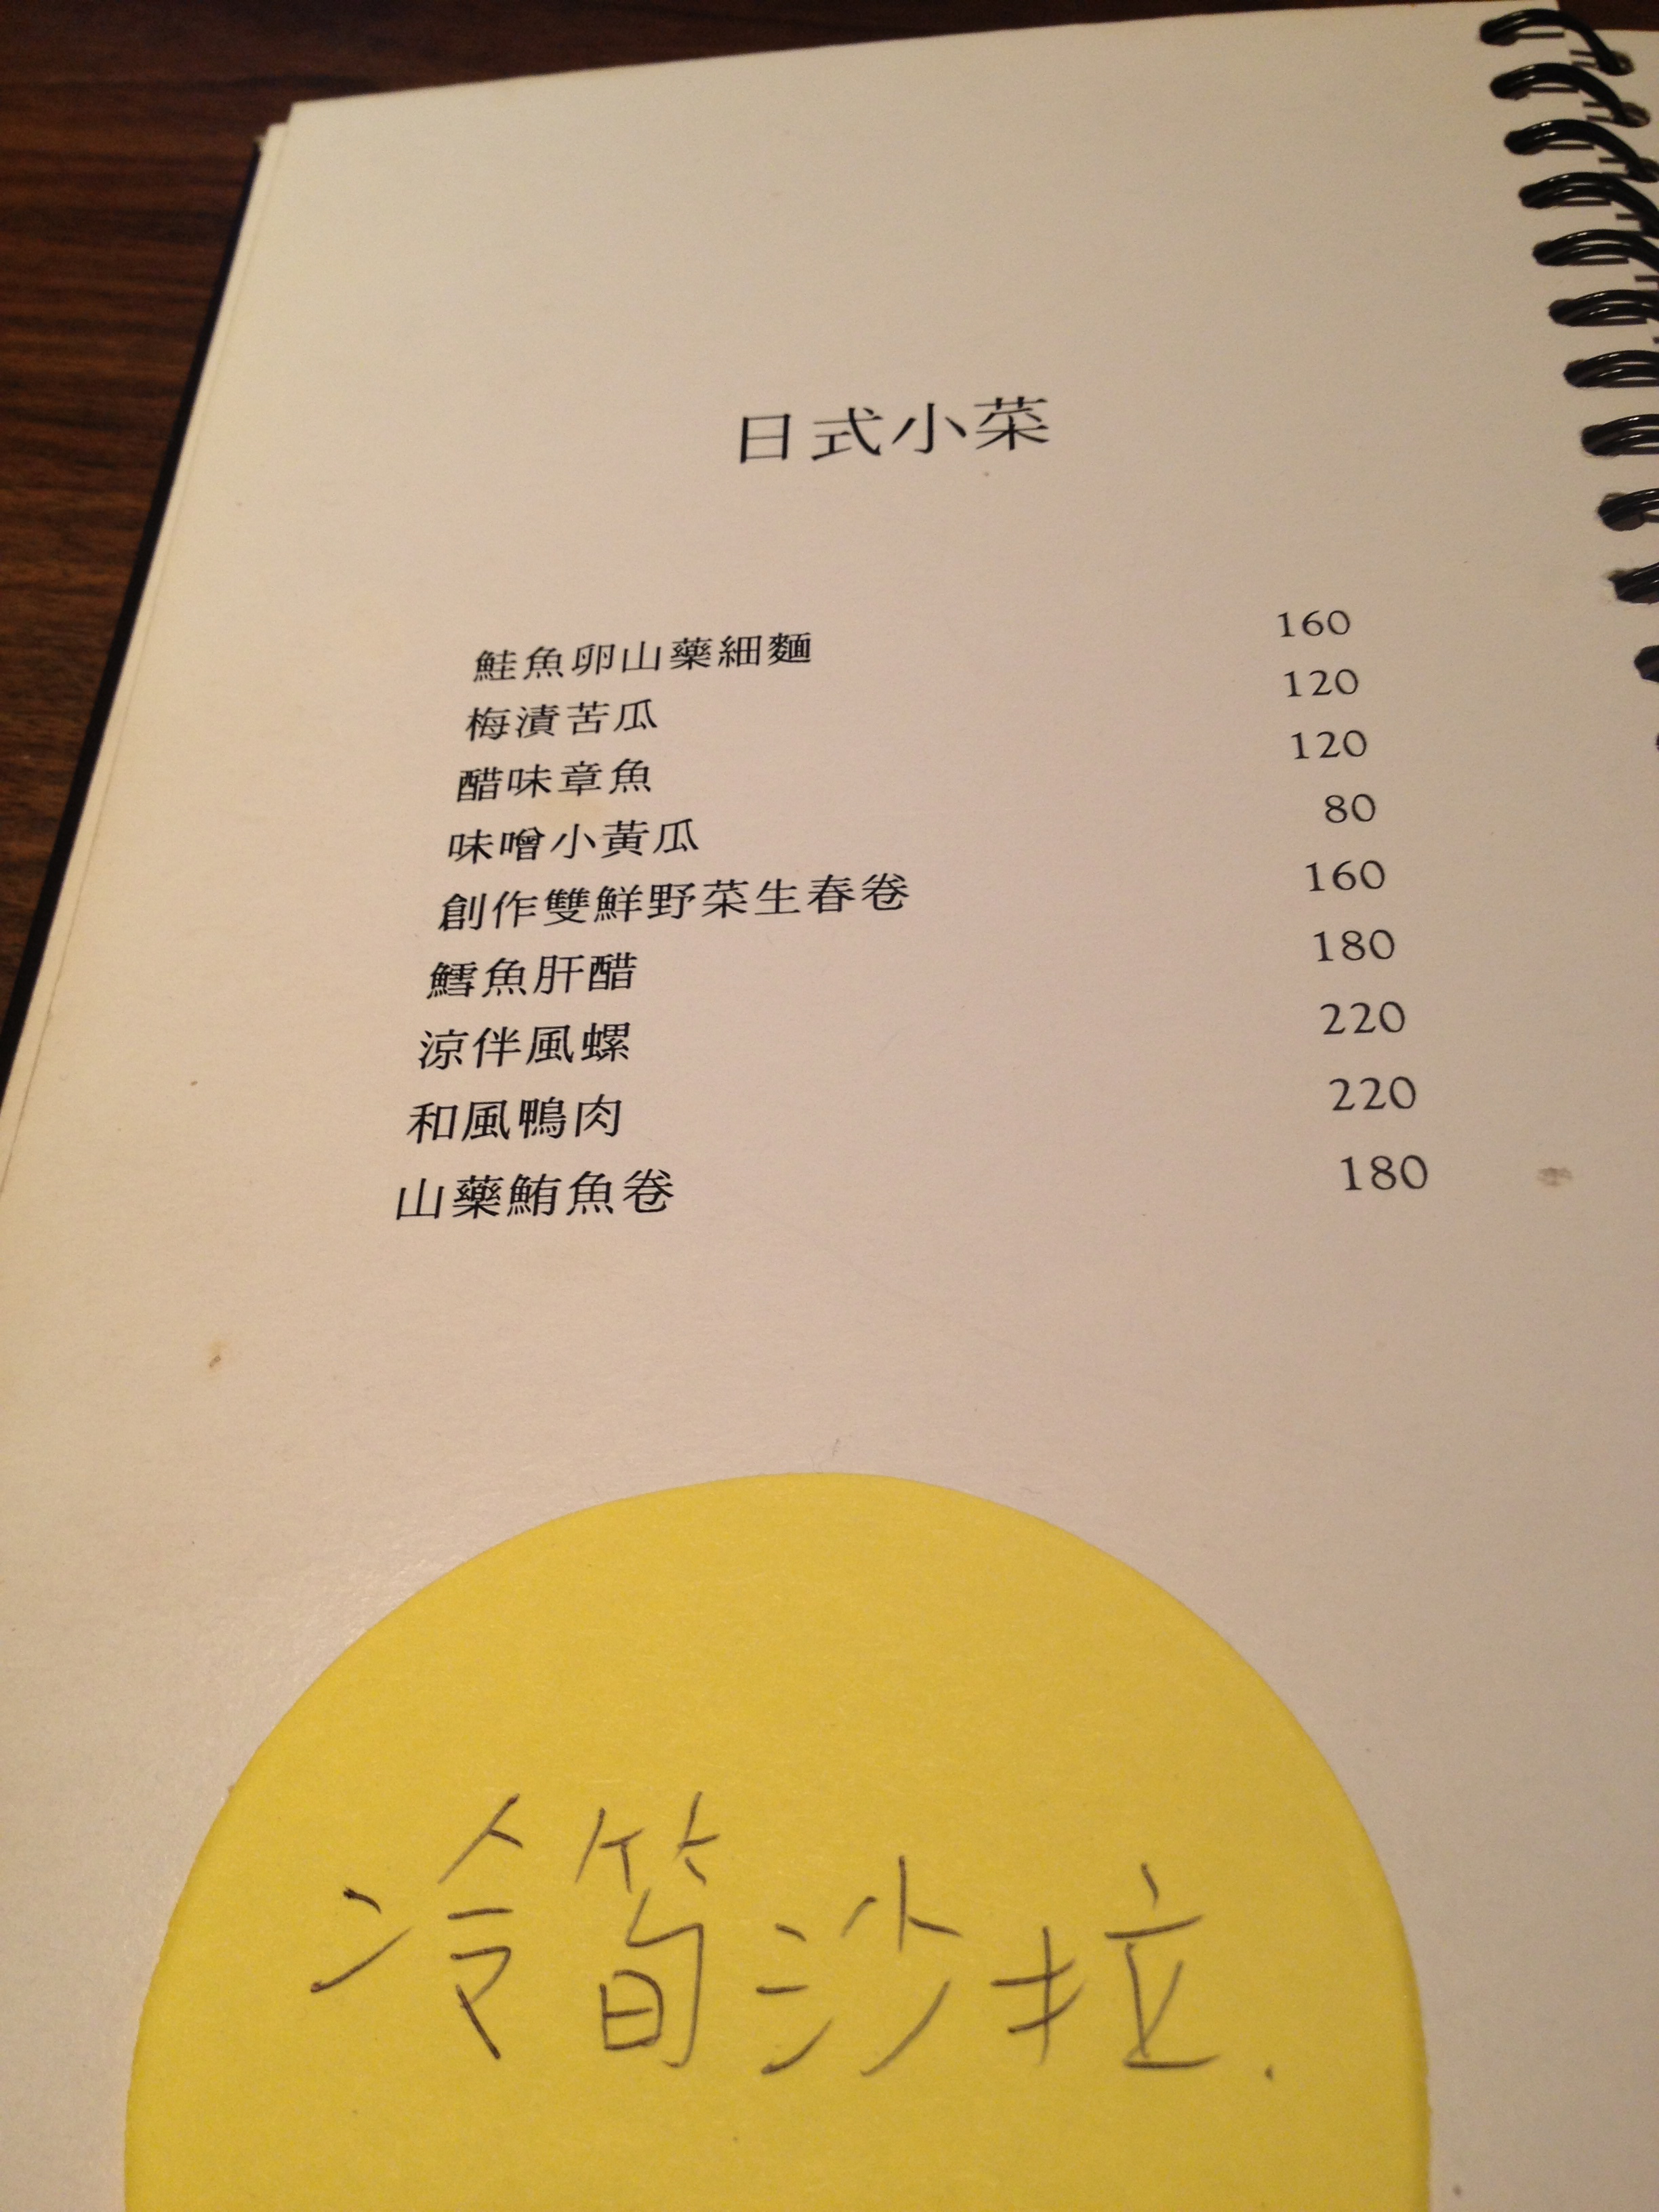 日式小菜
鮭魚卵山藥細麵 160
梅漬苦瓜 120
醋味章魚 120
味噌小黃瓜 80
創作雙鮮野菜生春卷 160
鱈魚肝醋 180
涼伴風螺 220
和風鴨肉 220
山藥鮪魚卷 180
冷筍沙拉.